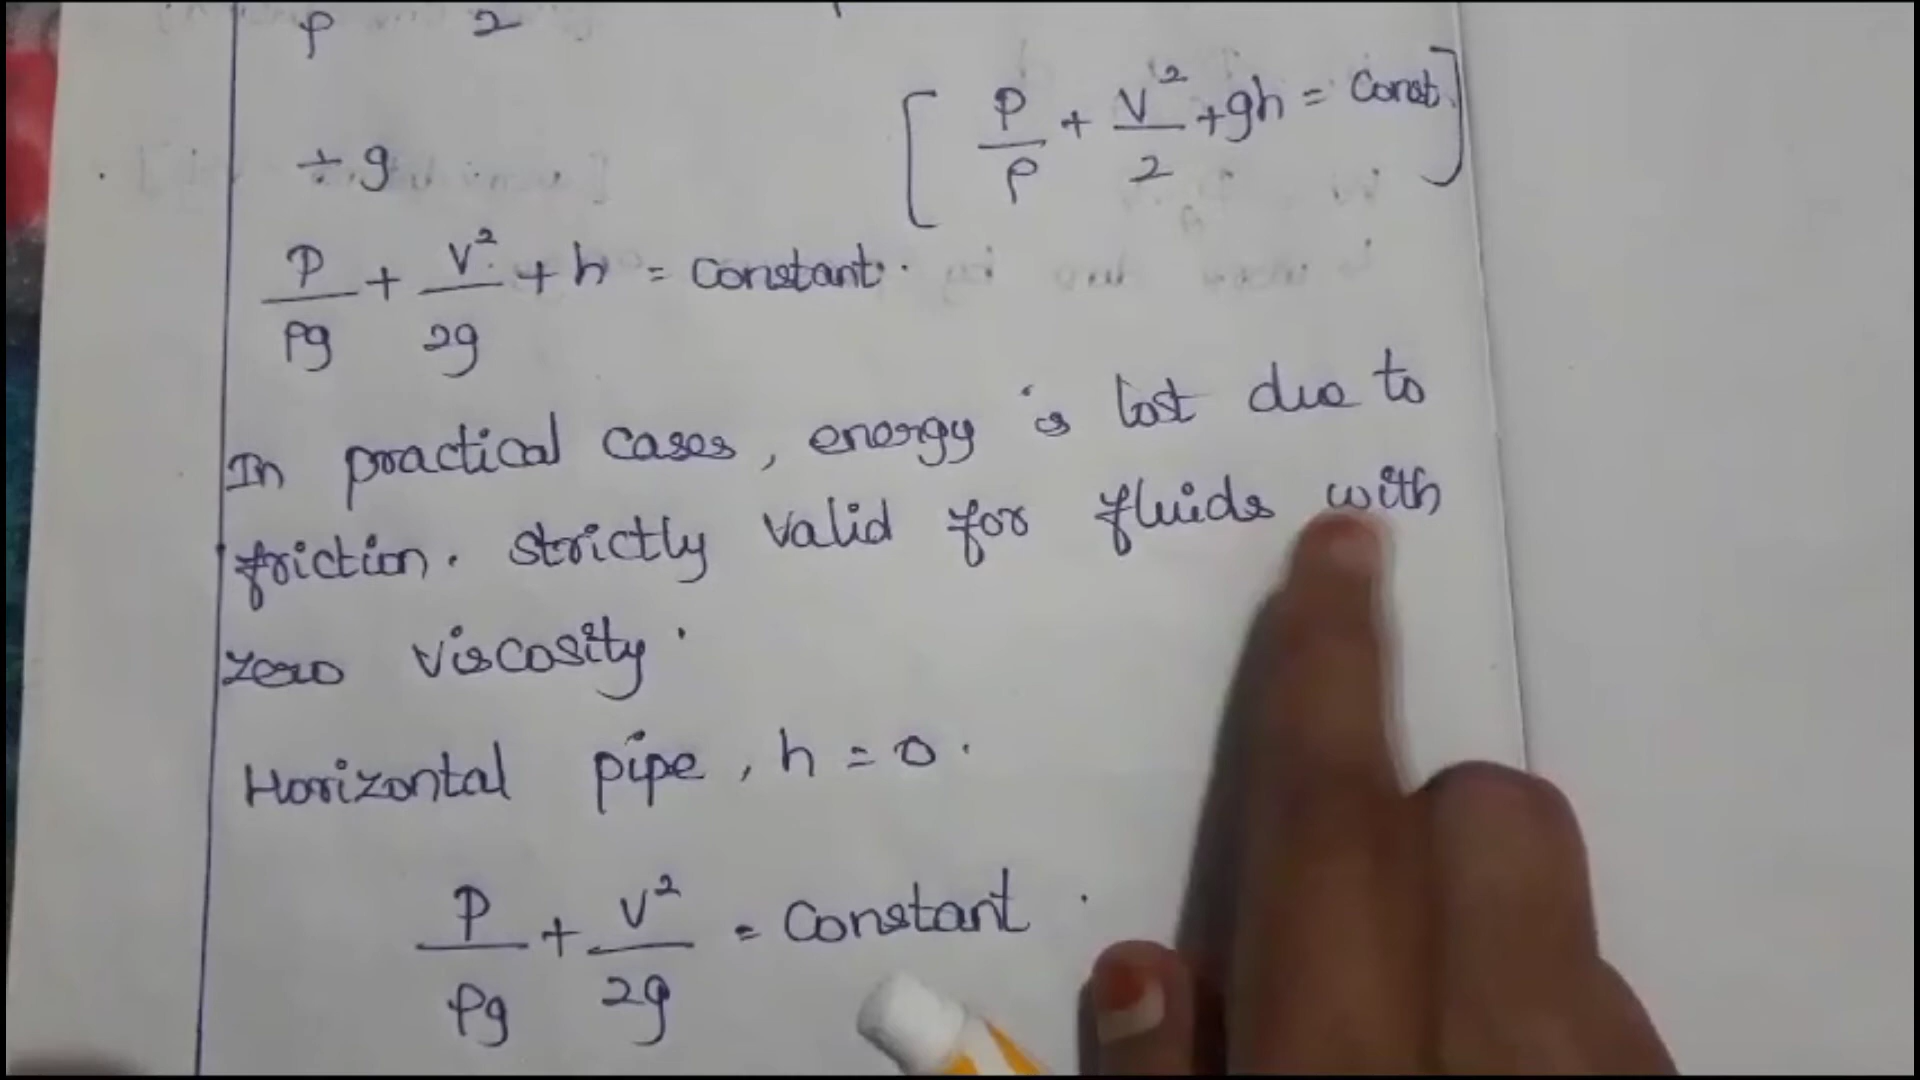 ρ 2
[ P/ρ + V²/2 + gh = Const ]
÷ g
P/ρg + V²/2g + h = Constant.
In practical cases, energy is lost due to
friction. Strictly valid for fluids with
zero viscosity.
Horizontal pipe, h = 0.
P/ρg + V²/2g = Constant.